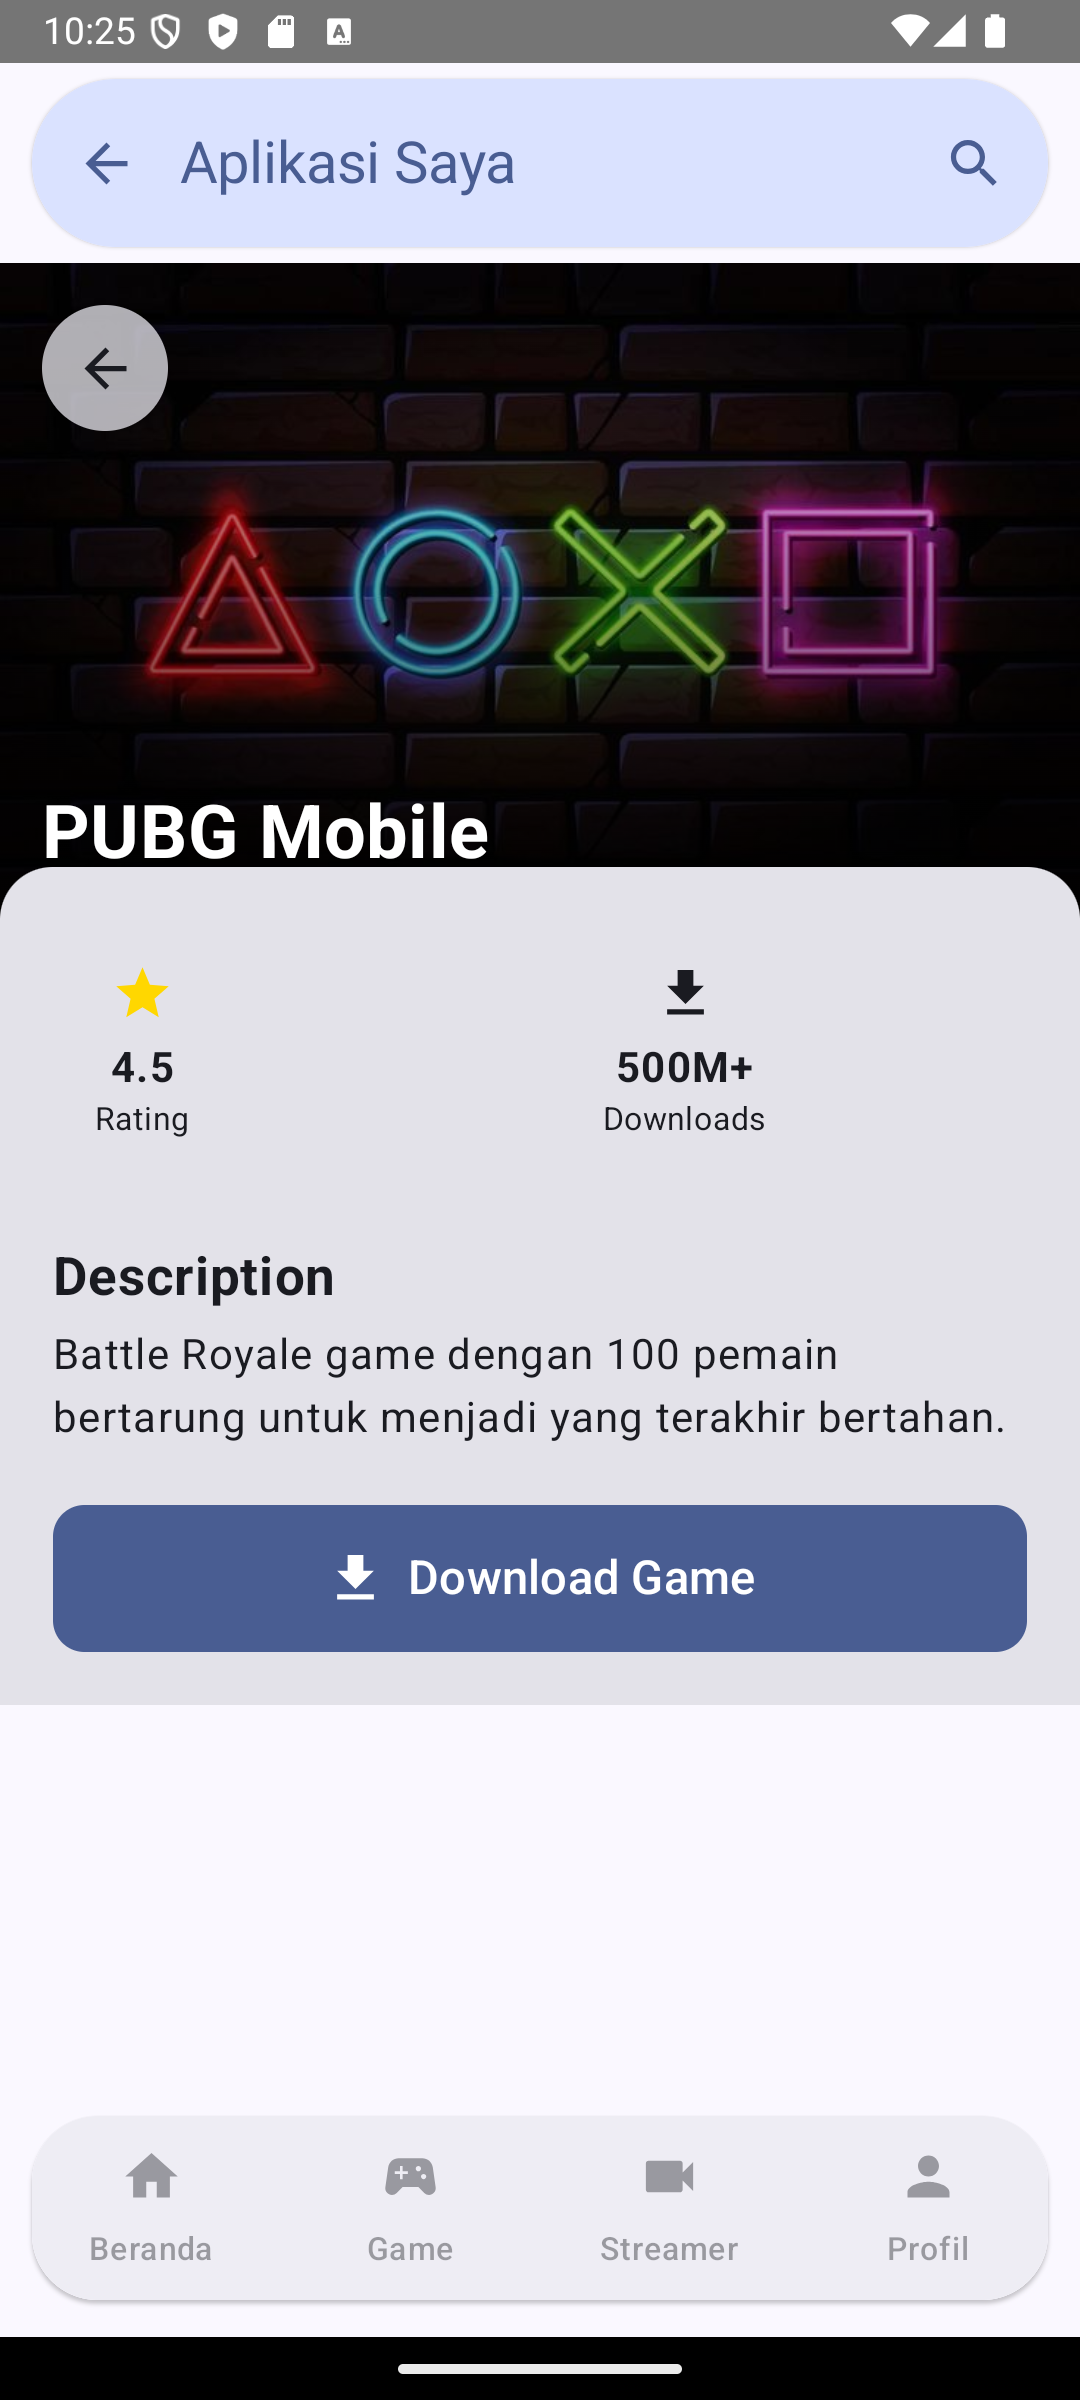 10:25
Aplikasi Saya
PUBG Mobile
4.5
Rating
500M+
Downloads
Description
Battle Royale game dengan 100 pemain
bertarung untuk menjadi yang terakhir bertahan.
Download Game
Beranda
Game
Streamer
Profil